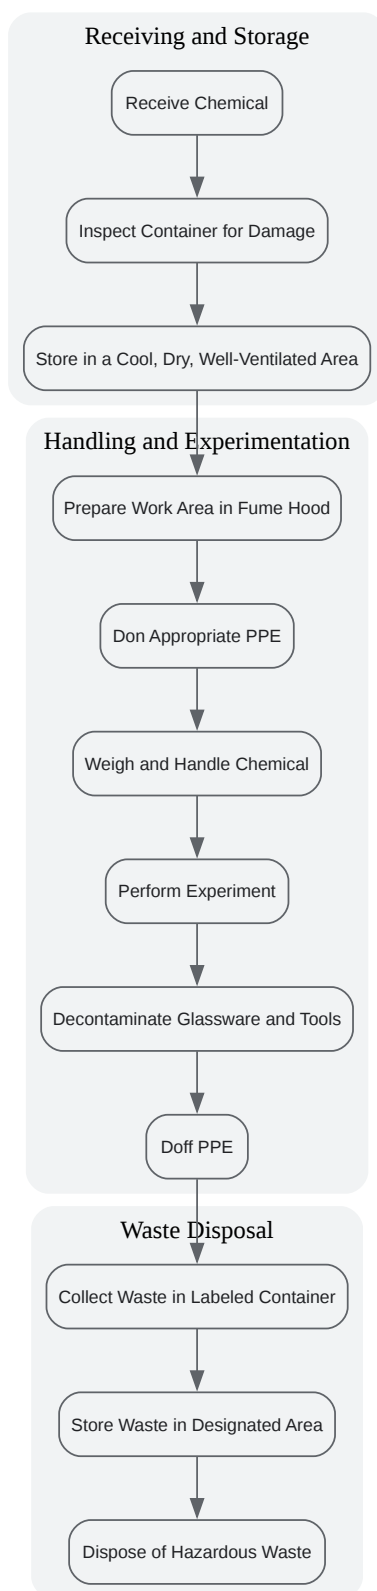 Receiving and Storage
Receive Chemical
Inspect Container for Damage
Store in a Cool, Dry, Well-Ventilated Area
Handling and Experimentation
Prepare Work Area in Fume Hood
Don Appropriate PPE
Weigh and Handle Chemical
Perform Experiment
Decontaminate Glassware and Tools
Doff PPE
Waste Disposal
Collect Waste in Labeled Container
Store Waste in Designated Area
Dispose of Hazardous Waste